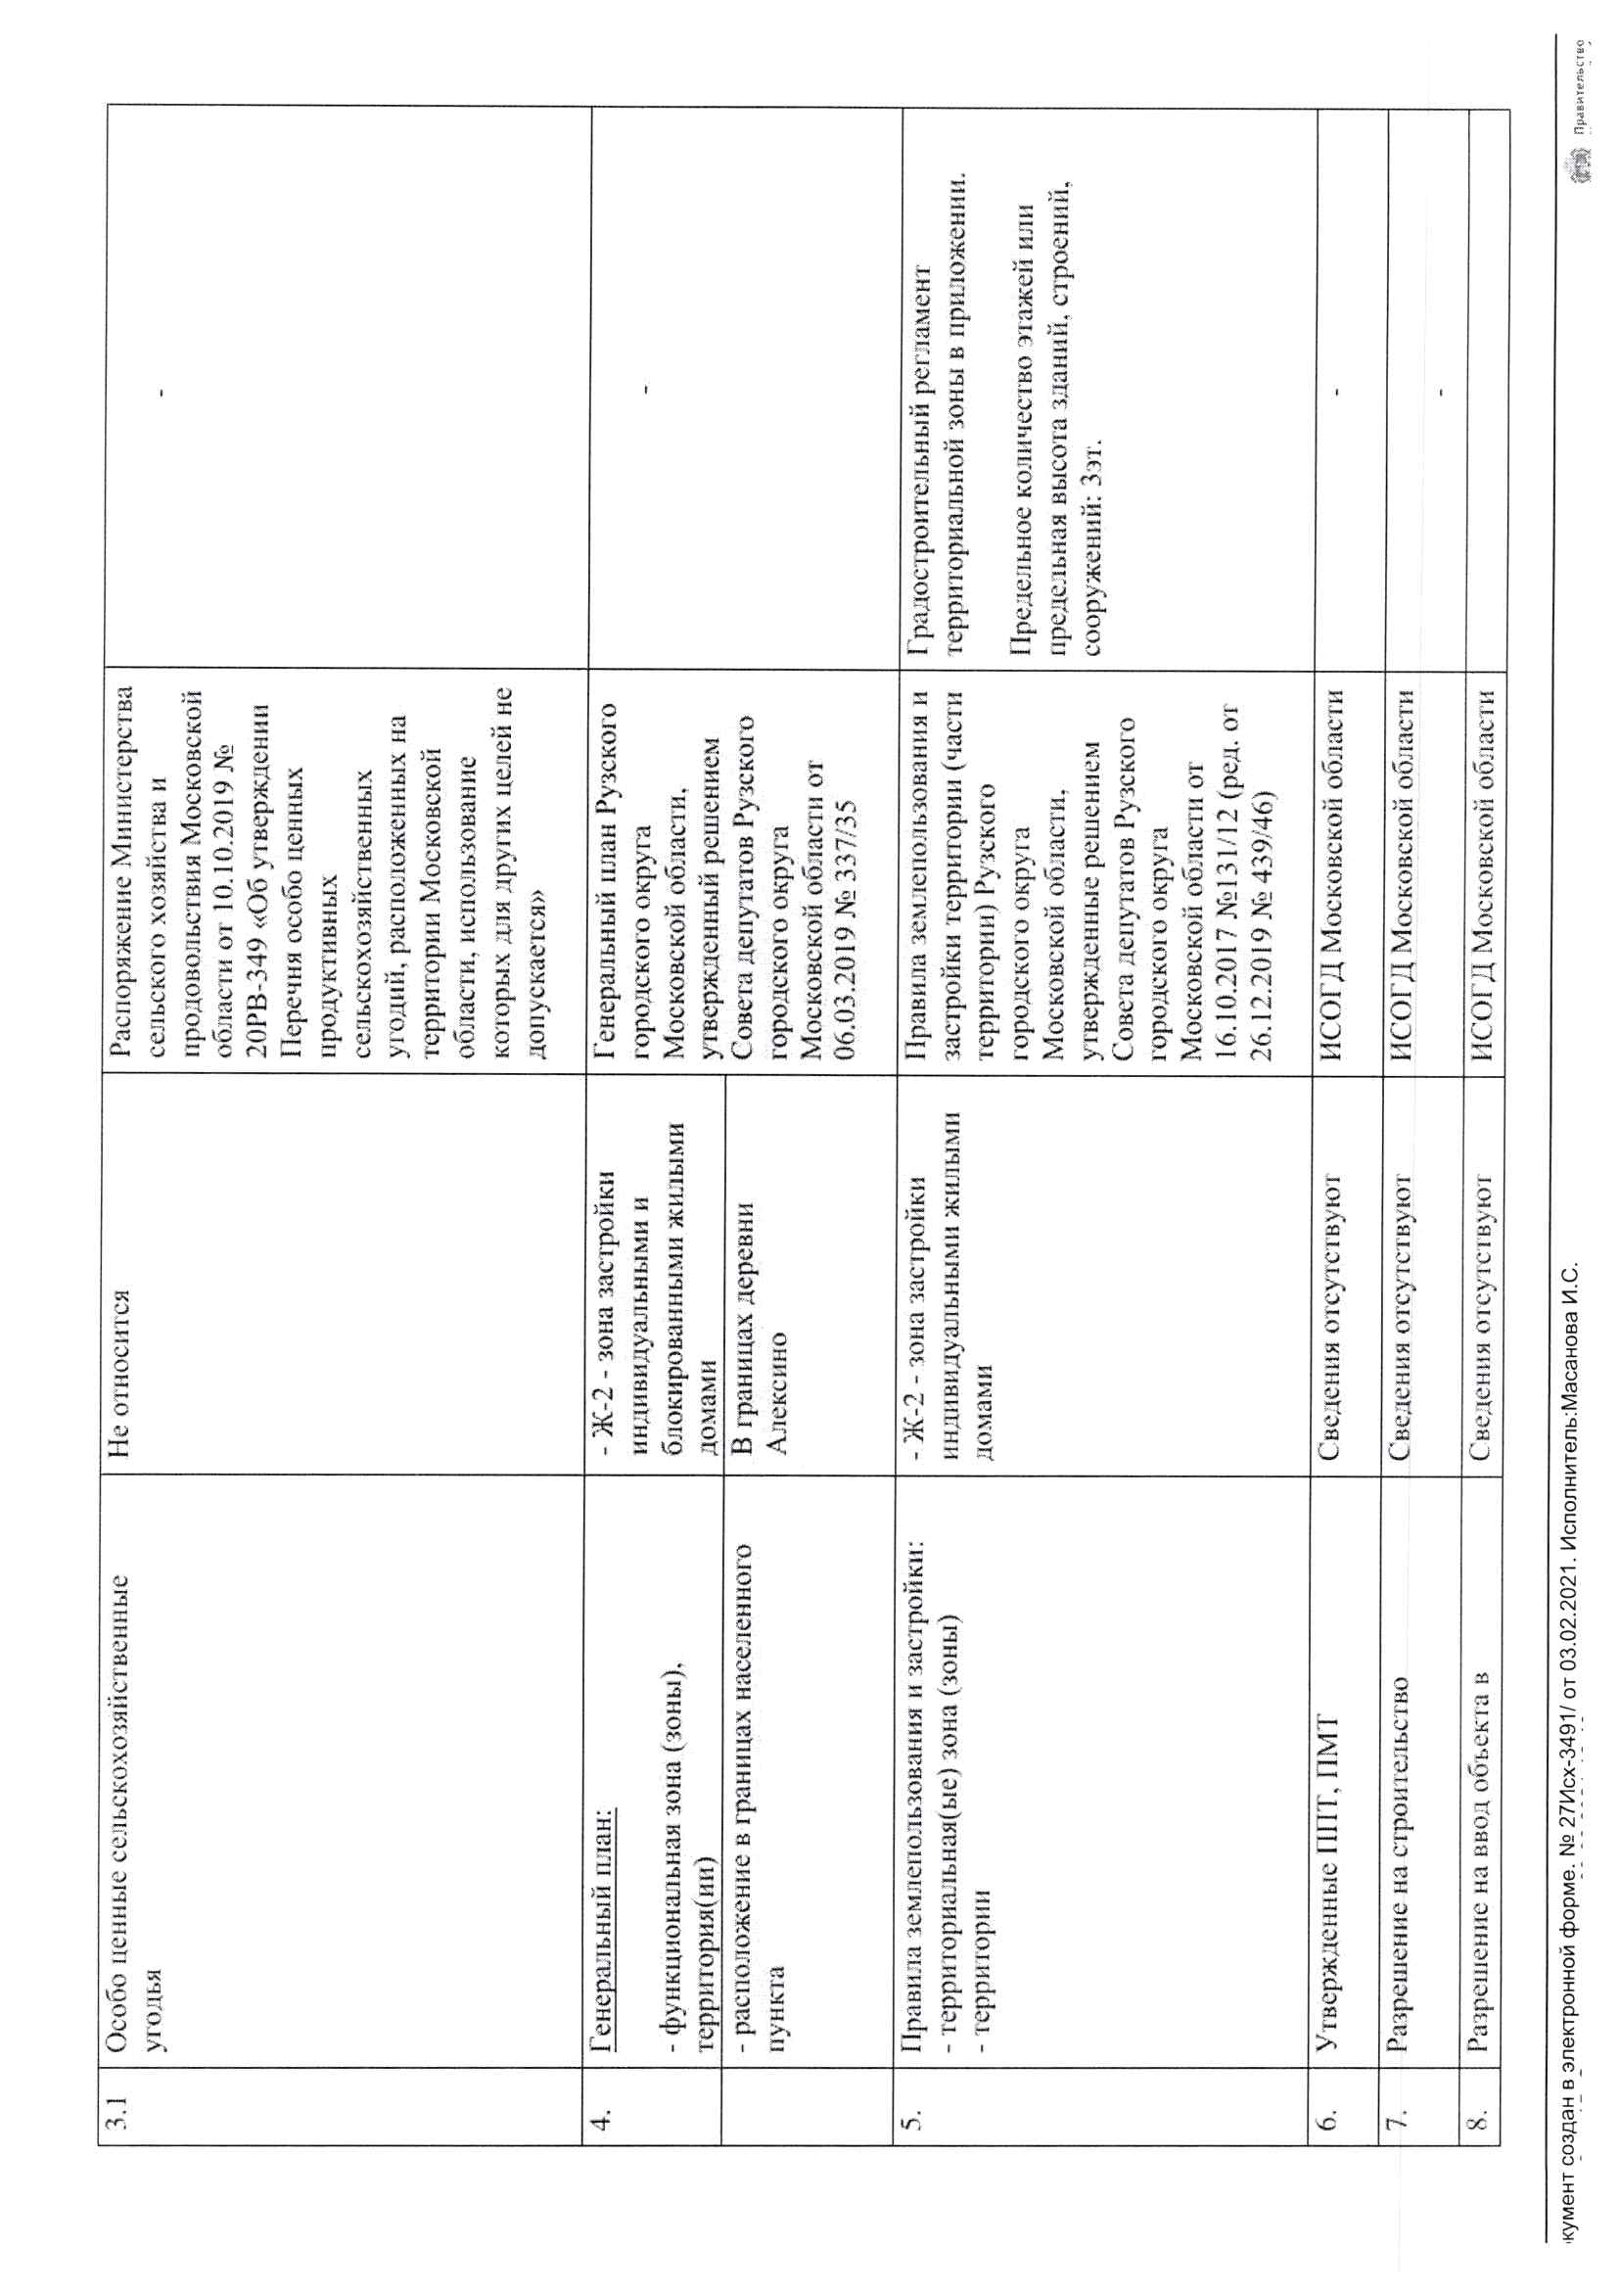 3.1
Особо ценные сельскохозяйственные
угодья
Не относится
Распоряжение Министерства
сельского хозяйства и
продовольствия Московской
области от 10.10.2019 №
20РВ-349 «Об утверждении
Перечня особо ценных
продуктивных
сельскохозяйственных
угодий, расположенных на
территории Московской
области, использование
которых для других целей не
допускается»
-
4.
Генеральный план:
- функциональная зона (зоны),
территория(ии)
- Ж-2 - зона застройки
индивидуальными и
блокированными жилыми
домами
Генеральный план Рузского
городского округа
Московской области,
утвержденный решением
Совета депутатов Рузского
городского округа
Московской области от
06.03.2019 № 337/35
-
- расположение в границах населенного
пункта
В границах деревни
Алексино
5.
Правила землепользования и застройки:
- территориальная(ые) зона (зоны)
- территории
- Ж-2 - зона застройки
индивидуальными жилыми
домами
Правила землепользования и
застройки территории (части
территории) Рузского
городского округа
Московской области,
утвержденные решением
Совета депутатов Рузского
городского округа
Московской области от
16.10.2017 №131/12 (ред. от
26.12.2019 № 439/46)
Градостроительный регламент
территориальной зоны в приложении.
Предельное количество этажей или
предельная высота зданий, строений,
сооружений: 3эт.
6.
Утвержденные ППТ, ПМТ
Сведения отсутствуют
ИСОГД Московской области
-
7.
Разрешение на строительство
Сведения отсутствуют
ИСОГД Московской области
-
8.
Разрешение на ввод объекта в
Сведения отсутствуют
ИСОГД Московской области
кумент создан в электронной форме. № 27Исх-3491/ от 03.02.2021. Исполнитель:Масанова И.С.
Правительство